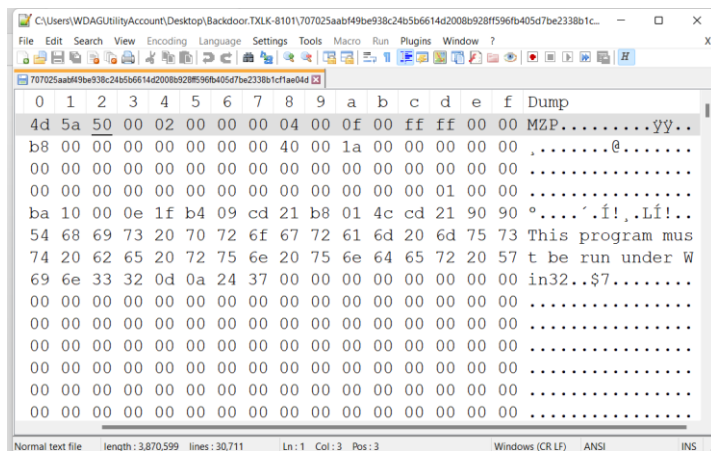 C:\Users\WDAGUtilityAccount\Desktop\Backdoor.TXLK-8101\707025aabf49be938c24b5b6614d2008b928ff596fb405d7be2338b1c...
File Edit Search View Encoding Language Settings Tools Macro Run Plugins Window ? X
707025aabf49be938c24b5b6614d2008b928ff596fb405d7be2338b1cf1ae04d
0 1 2 3 4 5 6 7 8 9 a b c d e f Dump
4d 5a 50 00 02 00 00 00 04 00 0f 00 ff ff 00 00 MZP.........ÿÿ..
b8 00 00 00 00 00 00 00 40 00 1a 00 00 00 00 00 ¸.......@.......
00 00 00 00 00 00 00 00 00 00 00 00 00 00 00 00 ................
00 00 00 00 00 00 00 00 00 00 00 00 00 01 00 00 ................
ba 10 00 0e 1f b4 09 cd 21 b8 01 4c cd 21 90 90 º....´.Í!¸.LÍ!..
54 68 69 73 20 70 72 6f 67 72 61 6d 20 6d 75 73 This program mus
74 20 62 65 20 72 75 6e 20 75 6e 64 65 72 20 57 t be run under W
69 6e 33 32 0d 0a 24 37 00 00 00 00 00 00 00 00 in32..$7........
00 00 00 00 00 00 00 00 00 00 00 00 00 00 00 00 ................
00 00 00 00 00 00 00 00 00 00 00 00 00 00 00 00 ................
00 00 00 00 00 00 00 00 00 00 00 00 00 00 00 00 ................
00 00 00 00 00 00 00 00 00 00 00 00 00 00 00 00 ................
00 00 00 00 00 00 00 00 00 00 00 00 00 00 00 00 ................
00 00 00 00 00 00 00 00 00 00 00 00 00 00 00 00 ................
Normal text file length : 3,870,599 lines : 30,711 Ln : 1 Col : 3 Pos : 3 Windows (CR LF) ANSI INS